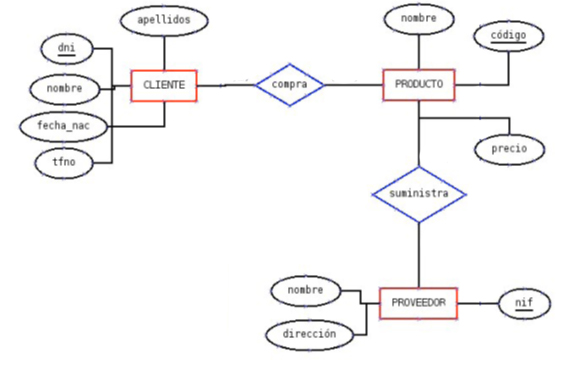 apellidos
nombre
dni
código
nombre
CLIENTE
compra
PRODUCTO
fecha_nac
tfno
precio
suministra
nombre
PROVEEDOR
nif
dirección